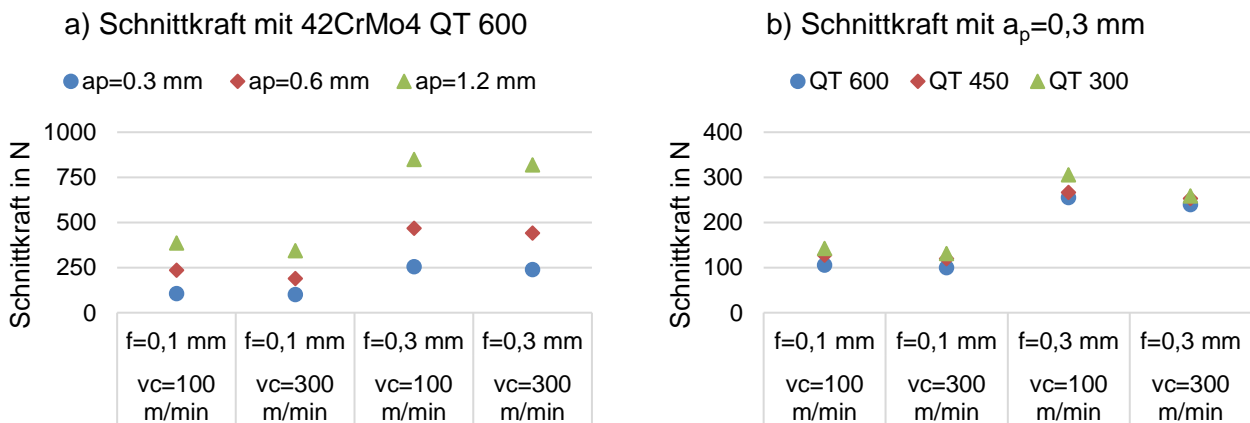 a) Schnittkraft mit 42CrMo4 QT 600
ap=0.3 mm ap=0.6 mm ap=1.2 mm
Schnittkraft in N
1000
750
500
250
0
f=0,1 mm f=0,1 mm f=0,3 mm f=0,3 mm
vc=100 vc=300 vc=100 vc=300
m/min m/min m/min m/min
b) Schnittkraft mit ap=0,3 mm
QT 600 QT 450 QT 300
Schnittkraft in N
400
300
200
100
0
f=0,1 mm f=0,1 mm f=0,3 mm f=0,3 mm
vc=100 vc=300 vc=100 vc=300
m/min m/min m/min m/min